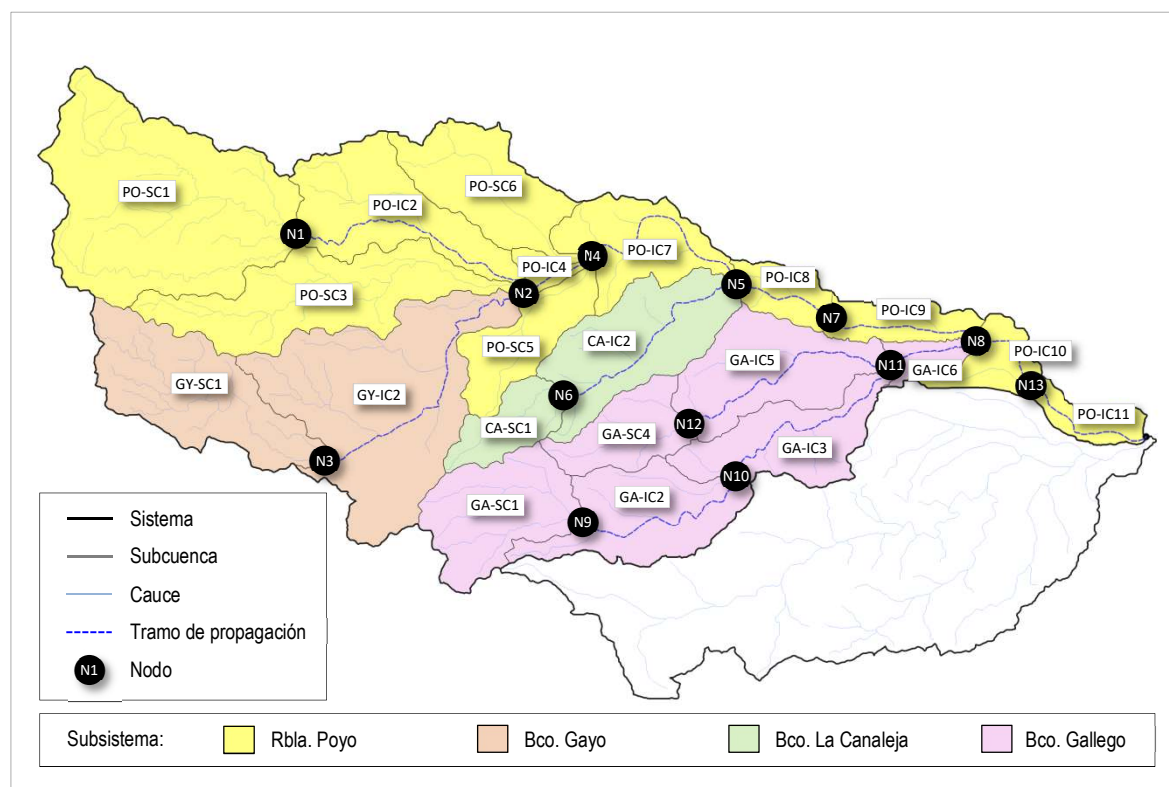 PO-SC1
PO-SC6
PO-IC2
N1
N4
PO-IC7
PO-IC4
N2
PO-SC3
N5
PO-IC8
N7
PO-IC9
N8
PO-IC10
PO-SC5
CA-IC2
GA-IC5
N11
GA-IC6
N13
GY-SC1
GY-IC2
N6
PO-IC11
CA-SC1
GA-SC4
N12
N3
N10
GA-IC3
GA-SC1
GA-IC2
N9
Sistema
Subcuenca
Cauce
Tramo de propagación
N1 Nodo
Subsistema: Rbla. Poyo Bco. Gayo Bco. La Canaleja Bco. Gallego